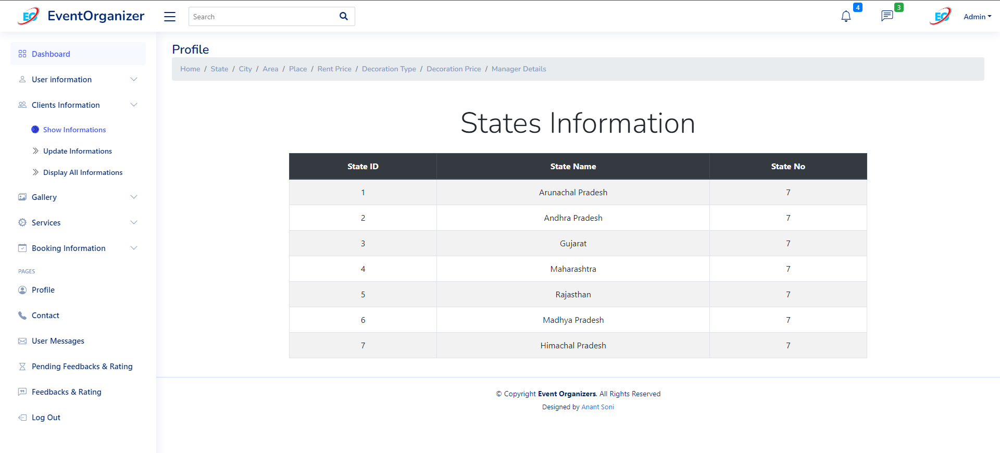 EO EventOrganizer
Search
4
3
EO
Admin
Dashboard
User information
Clients Information
Show Informations
Update Informations
Display All Informations
Gallery
Services
Booking Information
PAGES
Profile
Contact
User Messages
Pending Feedbacks & Rating
Feedbacks & Rating
Log Out
Profile
Home / State / City / Area / Place / Rent Price / Decoration Type / Decoration Price / Manager Details
States Information
State ID State Name State No
1 Arunachal Pradesh 7
2 Andhra Pradesh 7
3 Gujarat 7
4 Maharashtra 7
5 Rajasthan 7
6 Madhya Pradesh 7
7 Himachal Pradesh 7
© Copyright Event Organizers. All Rights Reserved
Designed by Anant Soni